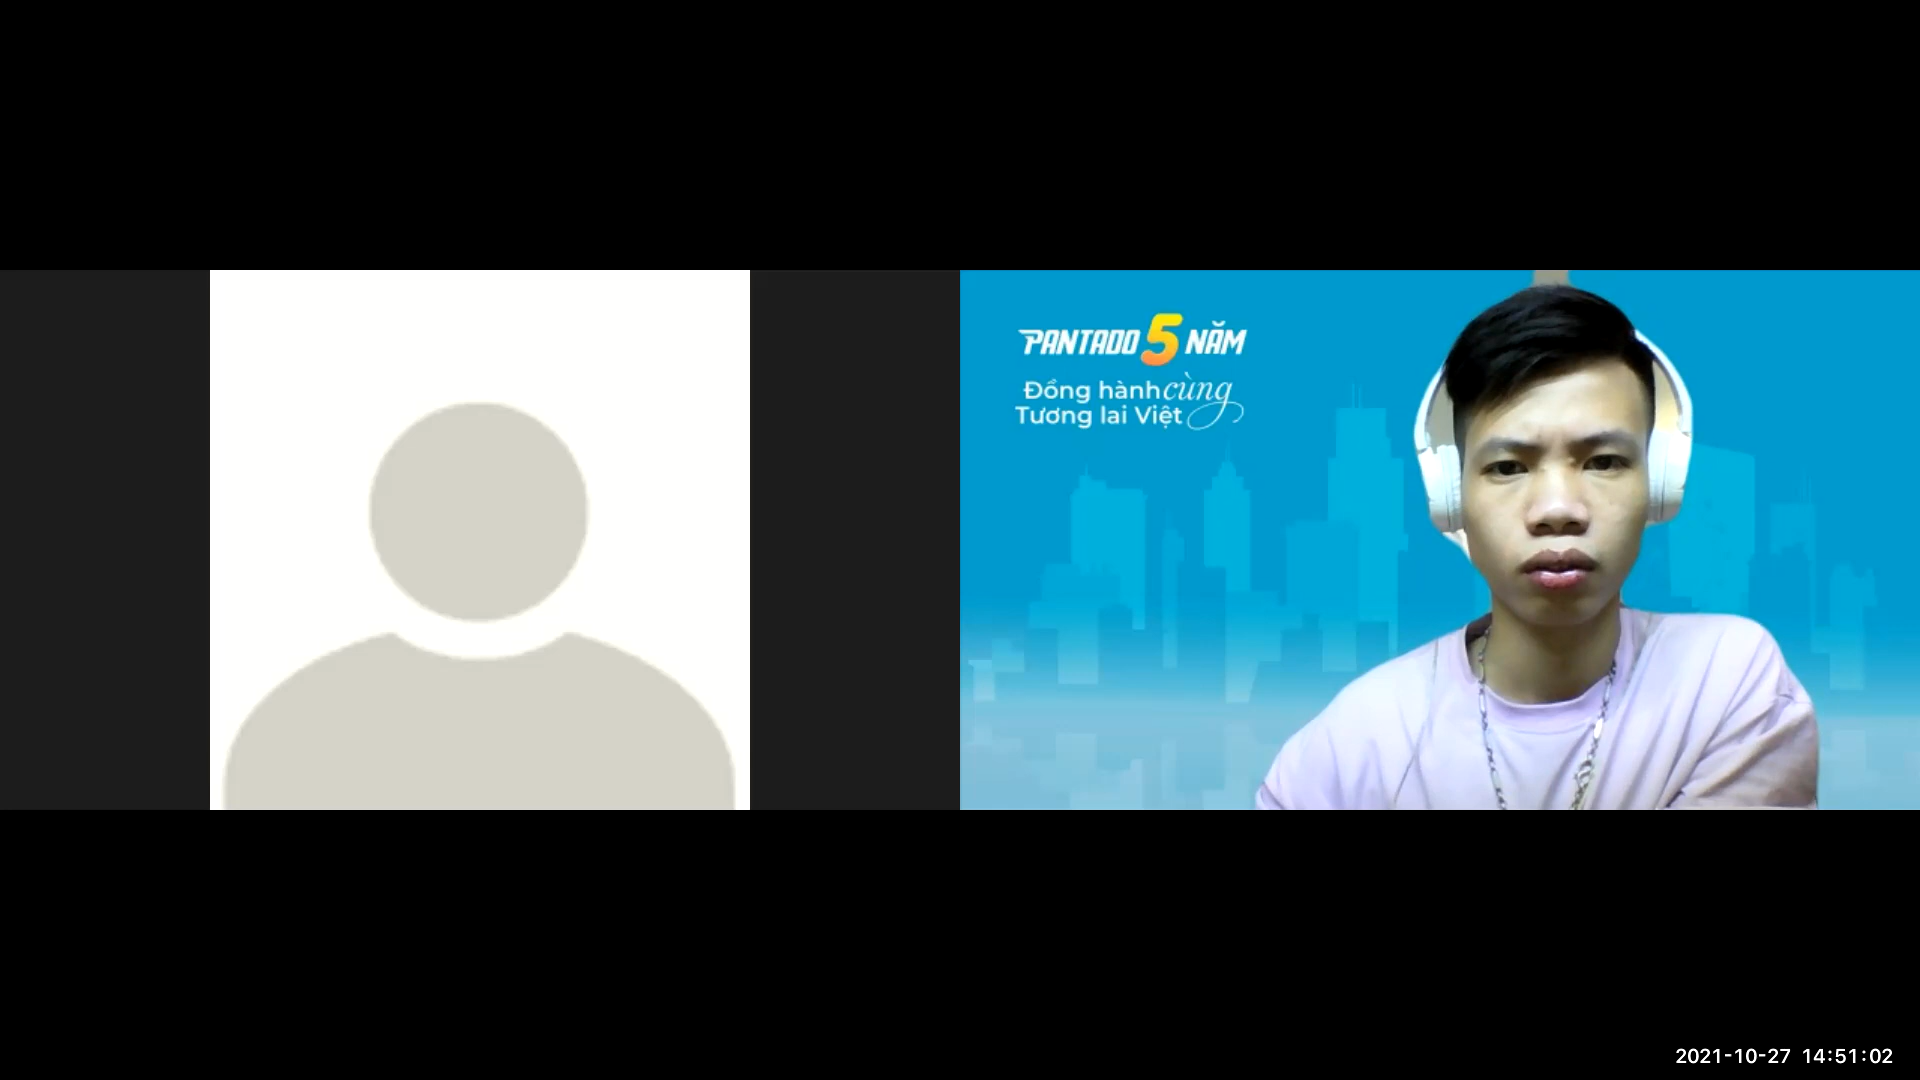 PANTADO 5 NĂM
Đồng hành cùng
Tương lai Việt
2021-10-27 14:51:02